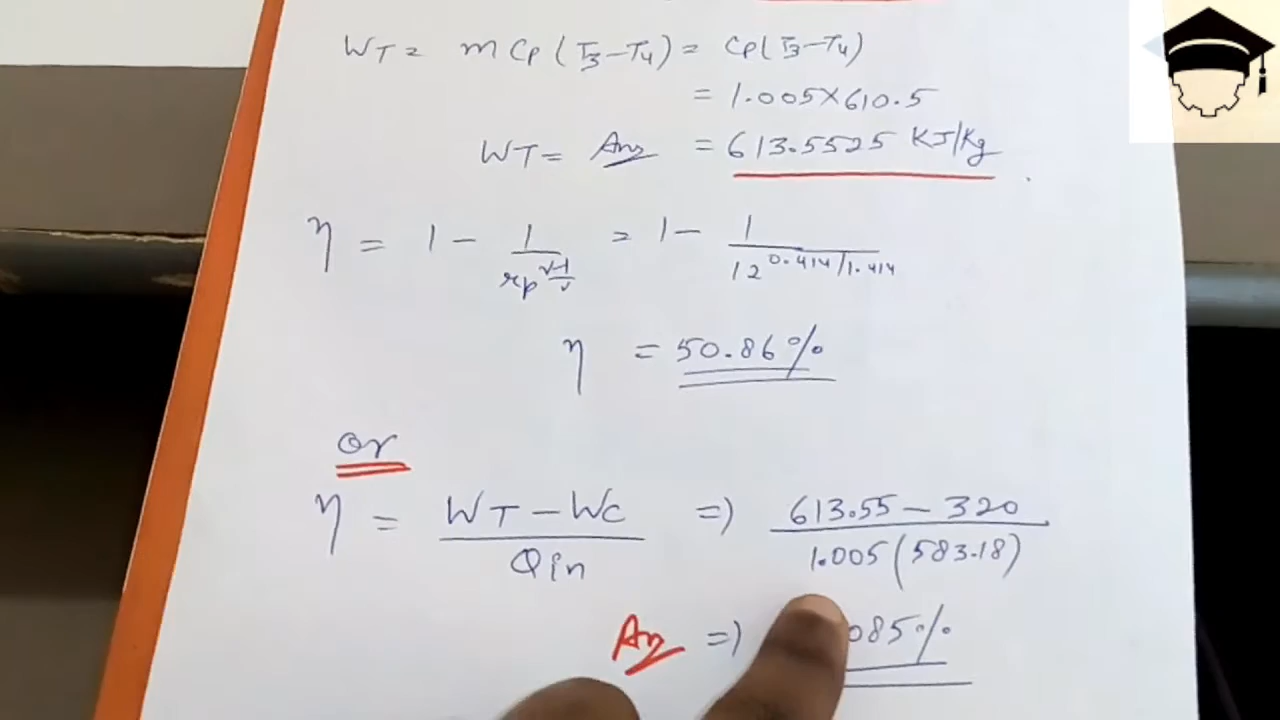 WT = m Cp (T3-T4) = Cp(T3-T4)
= 1.005×610.5
WT = Ans = 613.5525 KJ/Kg
η = 1 - 1/rp^(γ-1/γ) = 1 - 1/12^(0.414/1.414)
η = 50.86%
or
η = WT - WC / Qin => 613.55 - 320 / 1.005(583.18)
Ans => 085%